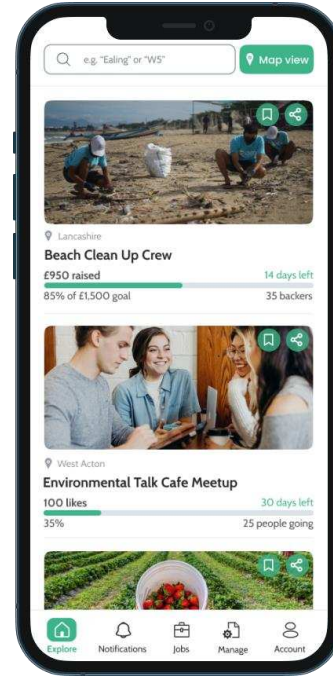 e.g. "Ealing" or "W5"
Map view
Lancashire
Beach Clean Up Crew
£950 raised
14 days left
85% of £1,500 goal
35 backers
West Acton
Environmental Talk Cafe Meetup
100 likes
30 days left
35%
25 people going
Explore
Notifications
Jobs
Manage
Account